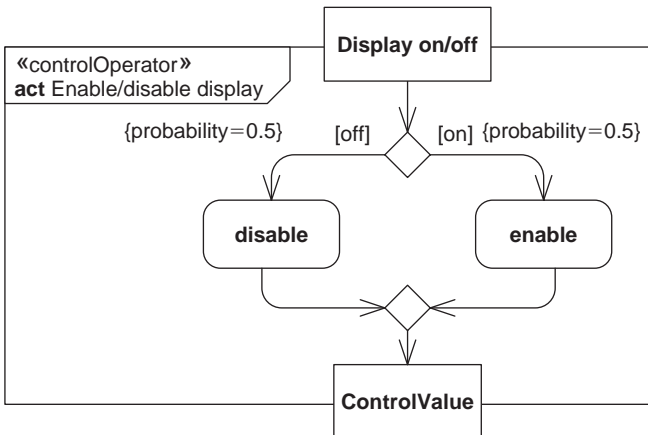 Display on/off
«controlOperator»
act Enable/disable display
{probability=0.5}
[off]
[on]
{probability=0.5}
disable
enable
ControlValue